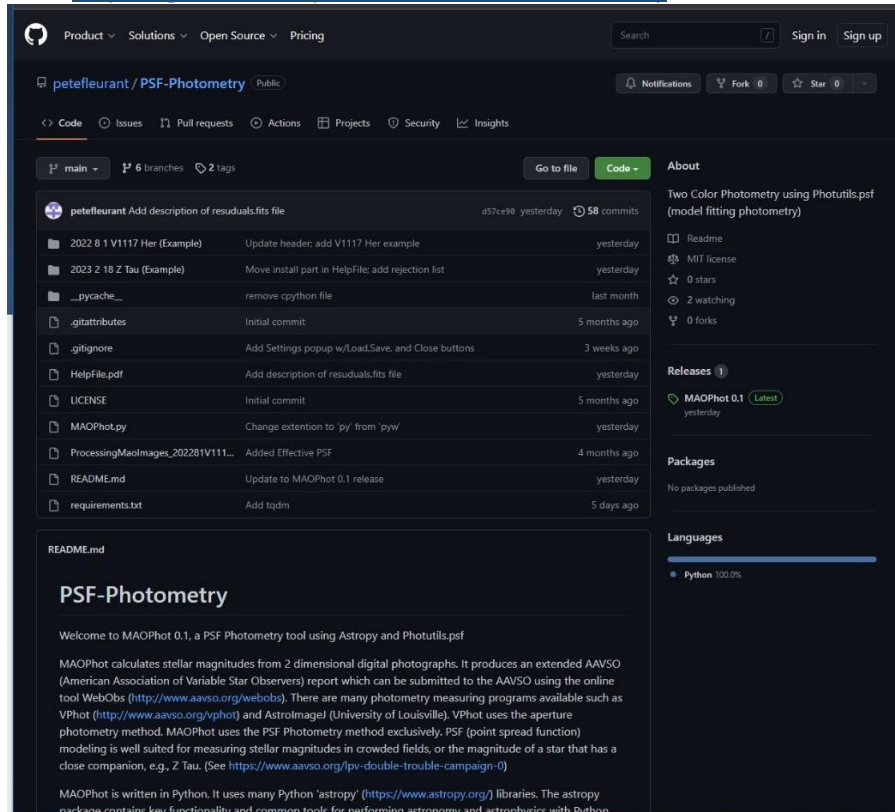 Product Solutions Open Source Pricing Search / Sign in Sign up
petefleurant / PSF-Photometry Public Notifications Fork 0 Star 0
Code Issues Pull requests Actions Projects Security Insights
main 6 branches 2 tags Go to file Code
petefleurant Add description of resuduals.fits file d57ce90 yesterday 58 commits
2022 8 1 V1117 Her (Example) Update header; add V1117 Her example yesterday
2023 2 18 Z Tau (Example) Move install part in HelpFile; add rejection list yesterday
__pycache__ remove cpython file last month
.gitattributes Initial commit 5 months ago
.gitignore Add Settings popup w/Load,Save, and Close buttons 3 weeks ago
HelpFile.pdf Add description of resuduals.fits file yesterday
LICENSE Initial commit 5 months ago
MAOPhot.py Change extention to 'py' from 'pyw' yesterday
ProcessingMaoImages_202281V111... Added Effective PSF 4 months ago
README.md Update to MAOPhot 0.1 release yesterday
requirements.txt Add tqdm 5 days ago
README.md
PSF-Photometry
Welcome to MAOPhot 0.1, a PSF Photometry tool using Astropy and Photutils.psf
MAOPhot calculates stellar magnitudes from 2 dimensional digital photographs. It produces an extended AAVSO
(American Association of Variable Star Observers) report which can be submitted to the AAVSO using the online
tool WebObs (http://www.aavso.org/webobs). There are many photometry measuring programs available such as
VPhot (http://www.aavso.org/vphot) and AstroImageJ (University of Louisville). VPhot uses the aperture
photometry method. MAOPhot uses the PSF Photometry method exclusively. PSF (point spread function)
modeling is well suited for measuring stellar magnitudes in crowded fields, or the magnitude of a star that has a
close companion, e.g., Z Tau. (See https://www.aavso.org/lpv-double-trouble-campaign-0)
MAOPhot is written in Python. It uses many Python 'astropy' (https://www.astropy.org/) libraries. The astropy
package contains key functionality and common tools for performing astronomy and astrophysics with Python.
About
Two Color Photometry using Photutils.psf
(model fitting photometry)
Readme
MIT license
0 stars
2 watching
0 forks
Releases 1
MAOPhot 0.1 Latest
yesterday
Packages
No packages published
Languages
Python 100.0%